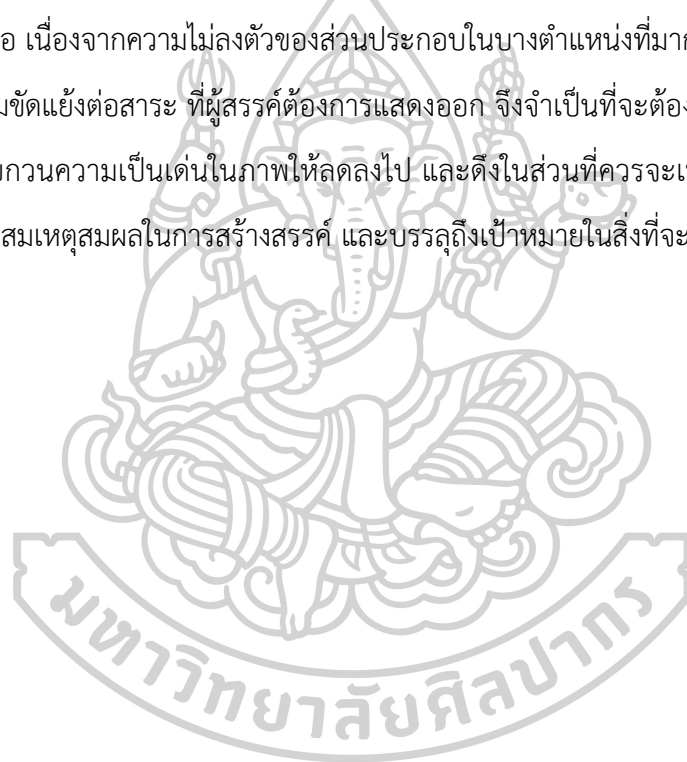 อ เนื่องจากความไม่ลงตัวของส่วนประกอบในบางตำแหน่งที่มาก
มขัดแย้งต่อสาระ ที่ผู้สรรค์ต้องการแสดงออก จึงจำเป็นที่จะต้อง
บกวนความเป็นเด่นในภาพให้ลดลงไป และดึงในส่วนที่ควรจะเ
สมเหตุสมผลในการสร้างสรรค์ และบรรลุถึงเป้าหมายในสิ่งที่จะ
มหาวิทยาลัยศิลปากร